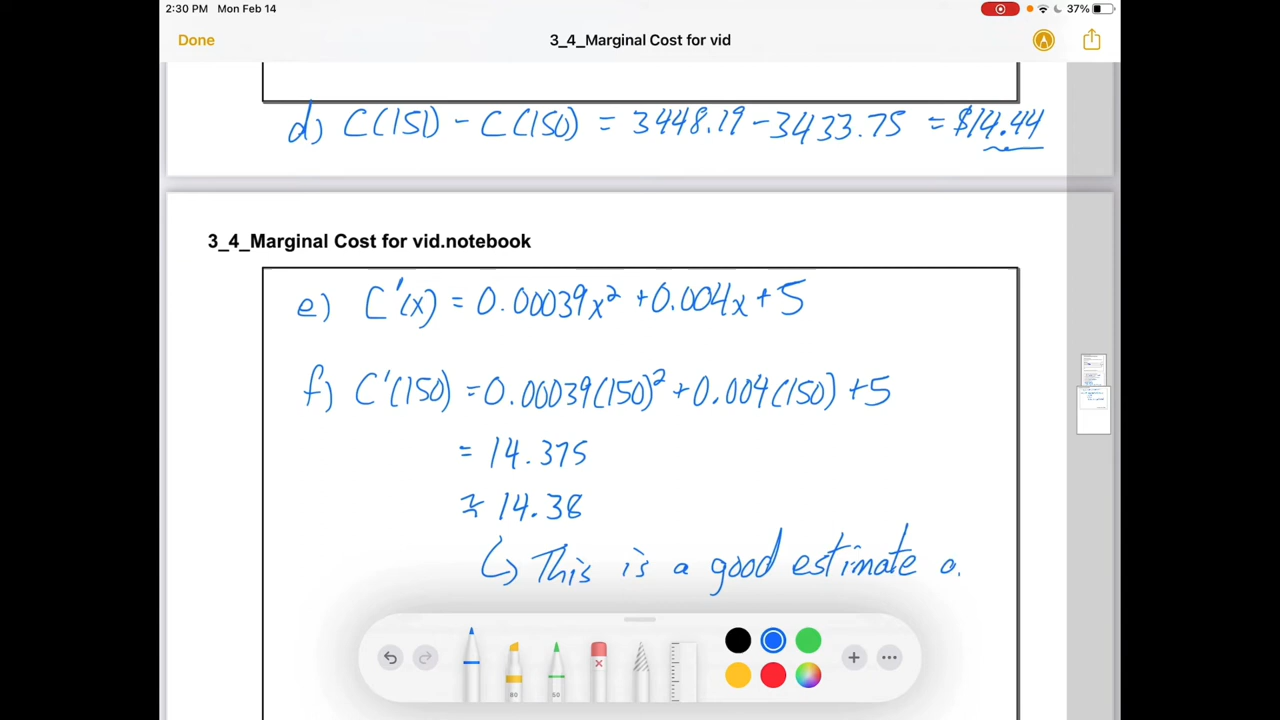 2:30 PM Mon Feb 14
37%
Done
3_4_Marginal Cost for vid
d) C(151) - C(150) = 3448.19 - 3433.75 = $14.44
3_4_Marginal Cost for vid.notebook
e) C'(x) = 0.00039x² + 0.004x + 5
f) C'(150) = 0.00039(150)² + 0.004(150) + 5
= 14.375
≈ 14.38
↳ This is a good estimate o
80
50